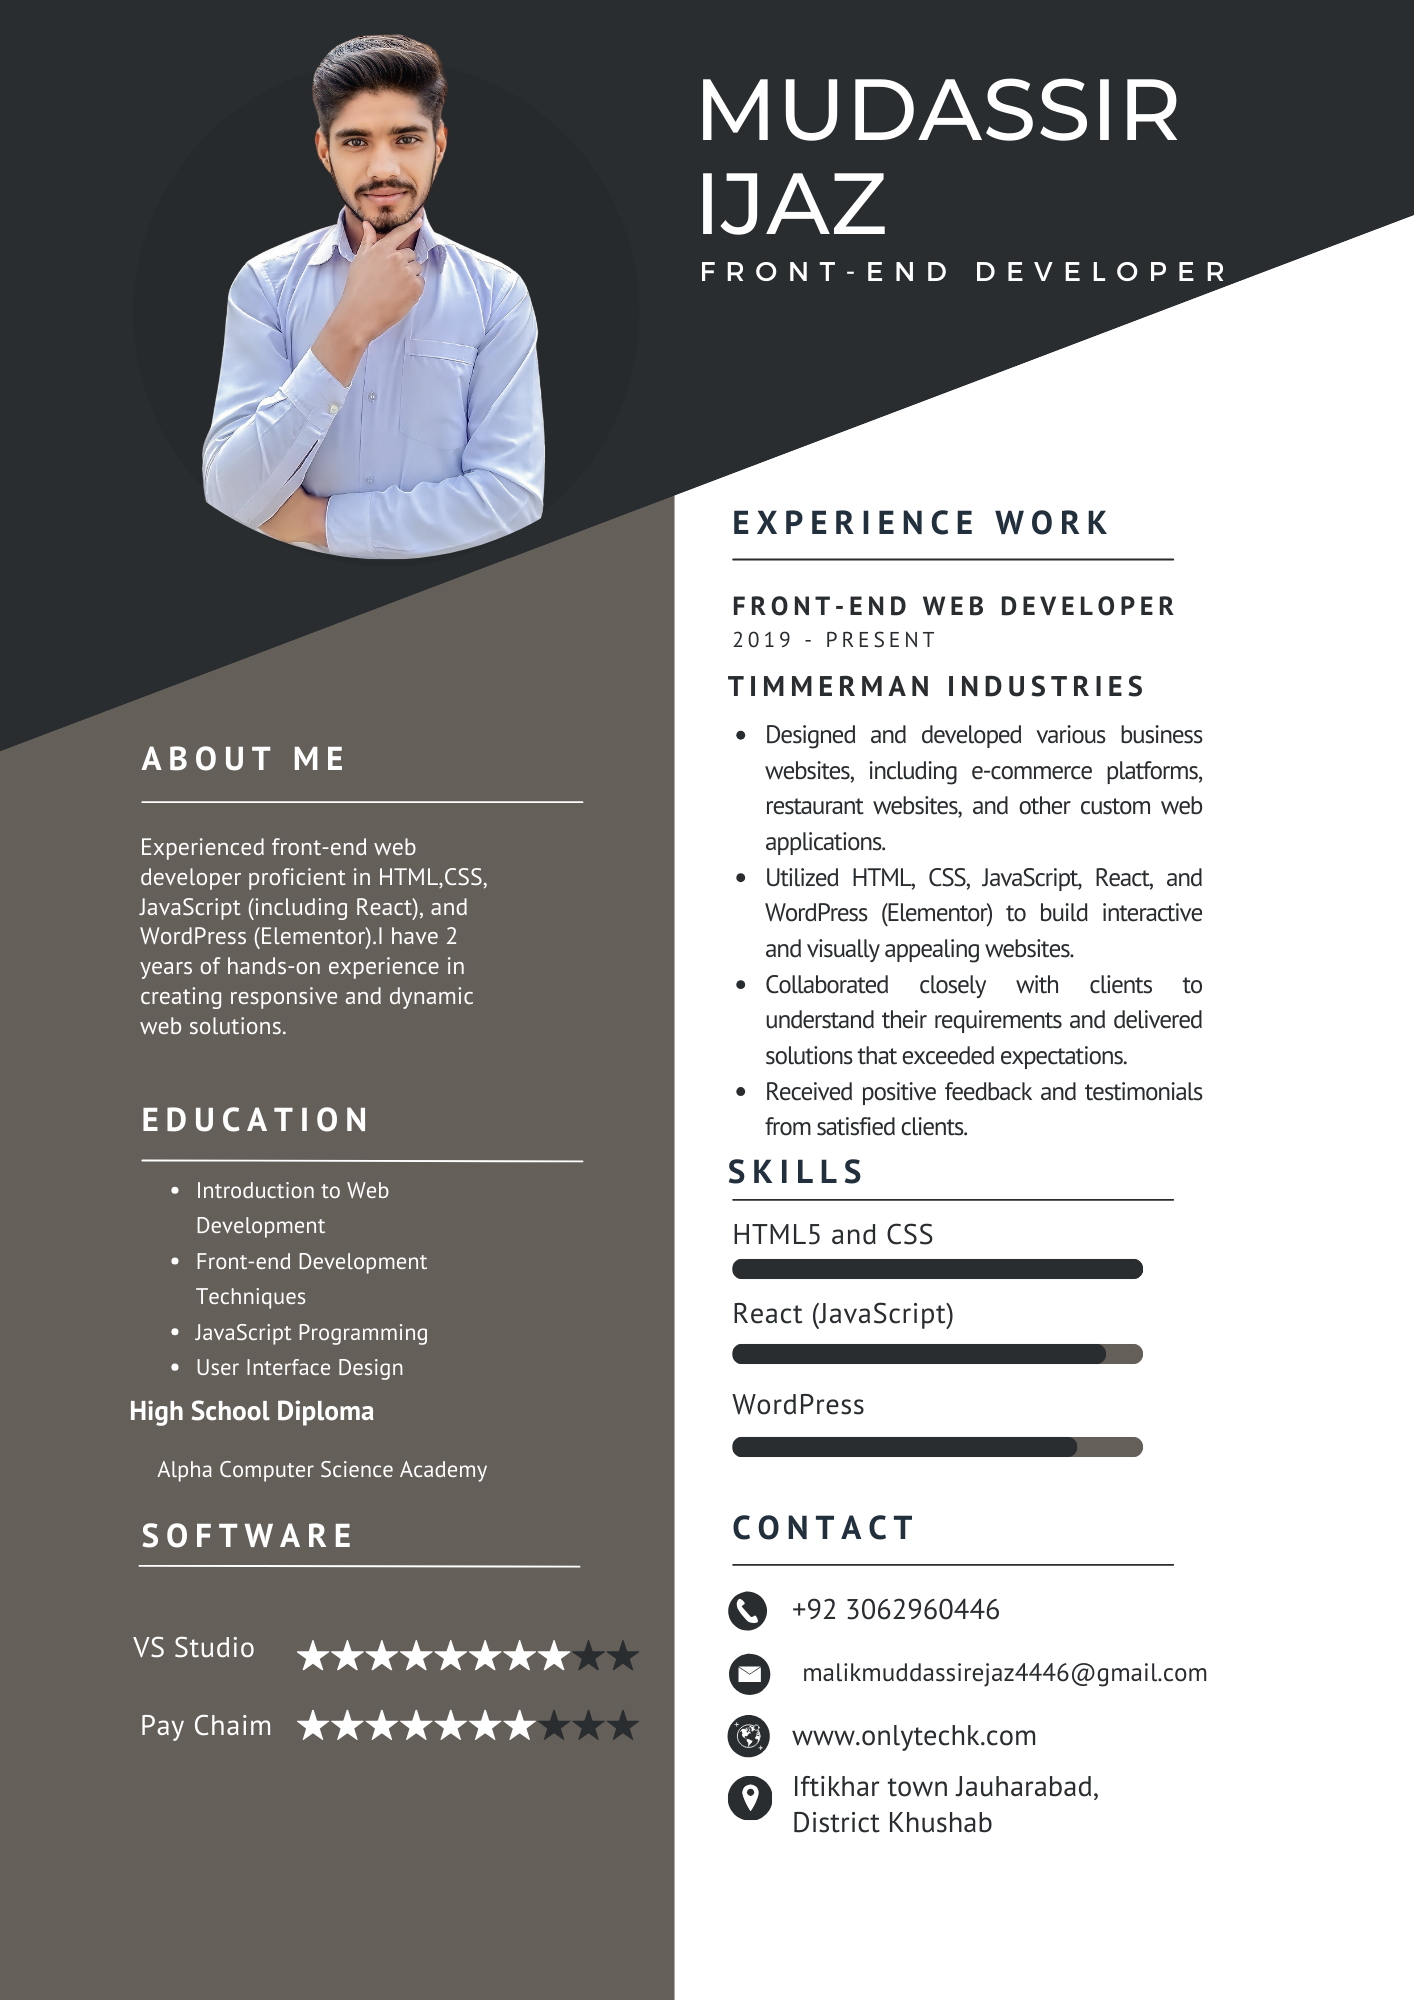 MUDASSIR
IJAZ
FRONT-END DEVELOPER
ABOUT ME
Experienced front-end web
developer proficient in HTML,CSS,
JavaScript (including React), and
WordPress (Elementor).I have 2
years of hands-on experience in
creating responsive and dynamic
web solutions.
EDUCATION
• Introduction to Web
Development
• Front-end Development
Techniques
• JavaScript Programming
• User Interface Design
High School Diploma
Alpha Computer Science Academy
SOFTWARE
VS Studio
Pay Chaim
EXPERIENCE WORK
FRONT-END WEB DEVELOPER
2019 - PRESENT
TIMMERMAN INDUSTRIES
• Designed and developed various business
websites, including e-commerce platforms,
restaurant websites, and other custom web
applications.
• Utilized HTML, CSS, JavaScript, React, and
WordPress (Elementor) to build interactive
and visually appealing websites.
• Collaborated closely with clients to
understand their requirements and delivered
solutions that exceeded expectations.
• Received positive feedback and testimonials
from satisfied clients.
SKILLS
HTML5 and CSS
React (JavaScript)
WordPress
CONTACT
+92 3062960446
malikmuddassirejaz4446@gmail.com
www.onlytechk.com
Iftikhar town Jauharabad,
District Khushab